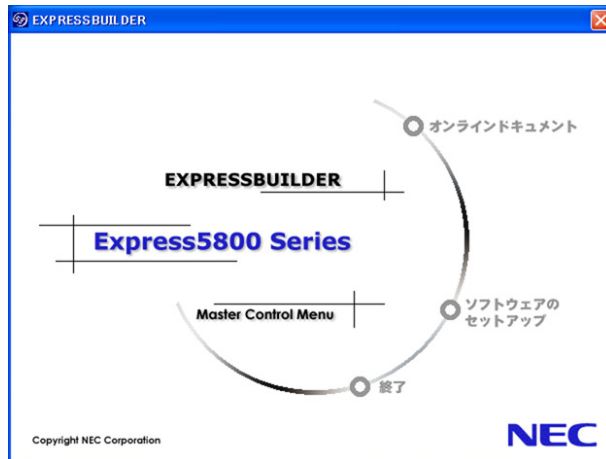 EXPRESSBUILDER
オンラインドキュメント
EXPRESSBUILDER
Express5800 Series
ソフトウェアの
セットアップ
Master Control Menu
終了
Copyright NEC Corporation
NEC